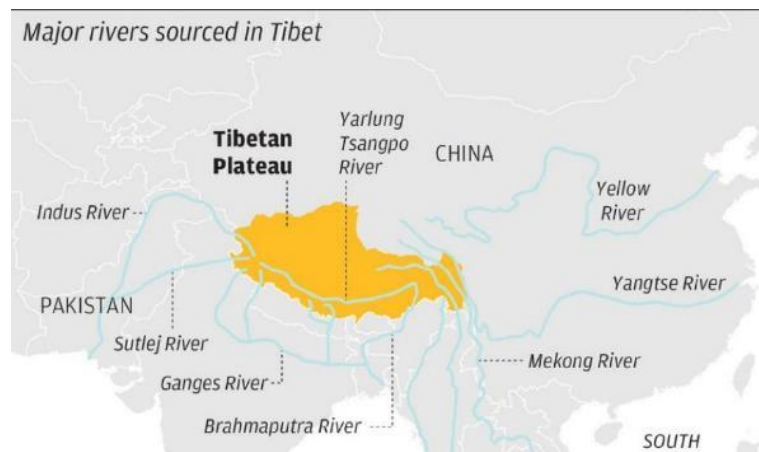 Major rivers sourced in Tibet
Tibetan
Plateau
Yarlung
Tsangpo
River
CHINA
Yellow
River
Indus River
PAKISTAN
Yangtse River
Sutlej River
Mekong River
Ganges River
Brahmaputra River
SOUTH